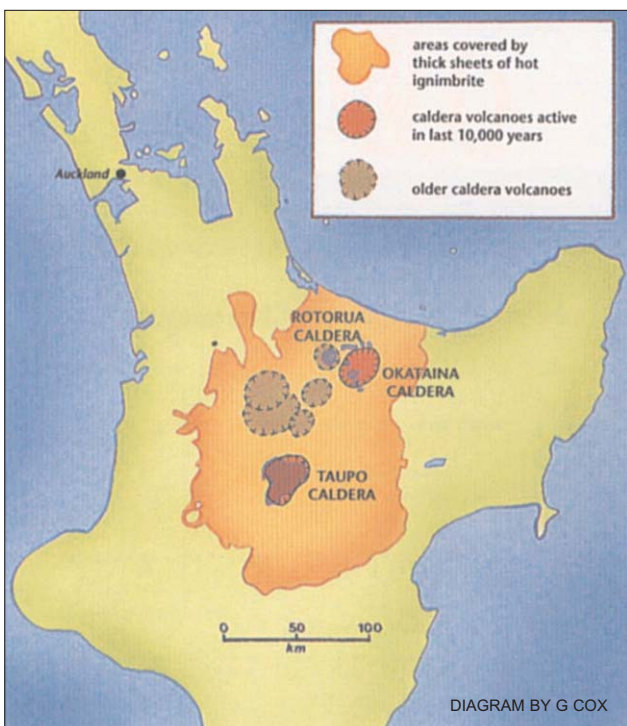 areas covered by
thick sheets of hot
ignimbrite
caldera volcanoes active
in last 10,000 years
older caldera volcanoes
Auckland
ROTORUA
CALDERA
OKATAINA
CALDERA
TAUPO
CALDERA
0 50 100
km
DIAGRAM BY G COX